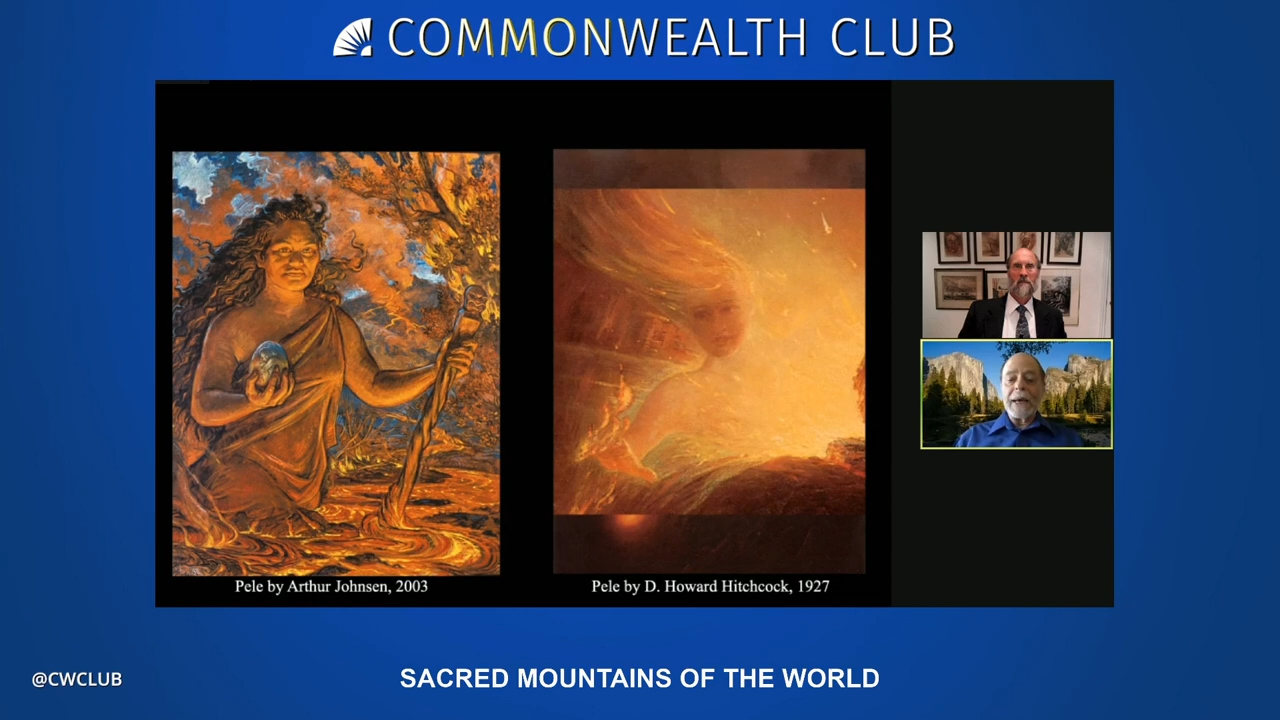 COMMONWEALTH CLUB
Pele by Arthur Johnsen, 2003
Pele by D. Howard Hitchcock, 1927
@CWCLUB
SACRED MOUNTAINS OF THE WORLD